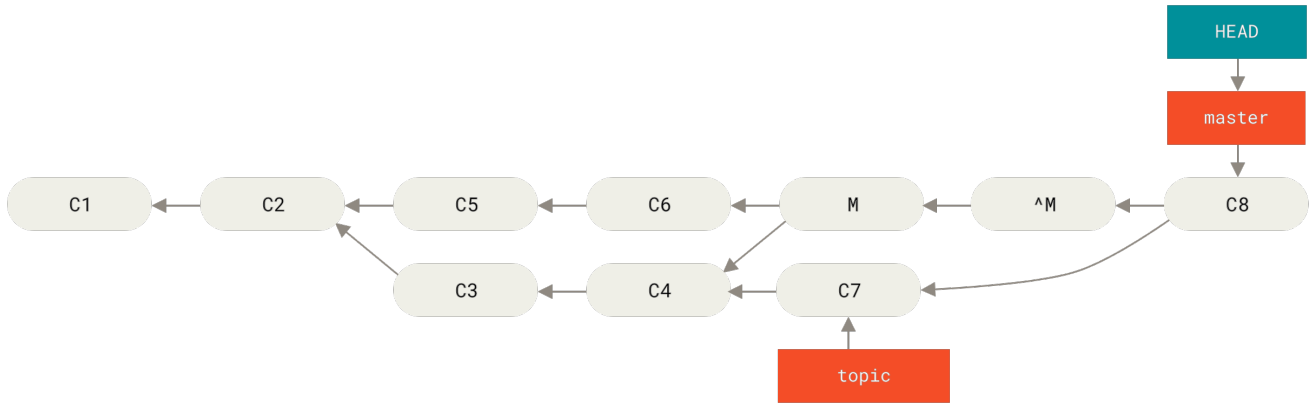 HEAD
master
C1 C2 C5 C6 M ^M C8
C3 C4 C7
topic